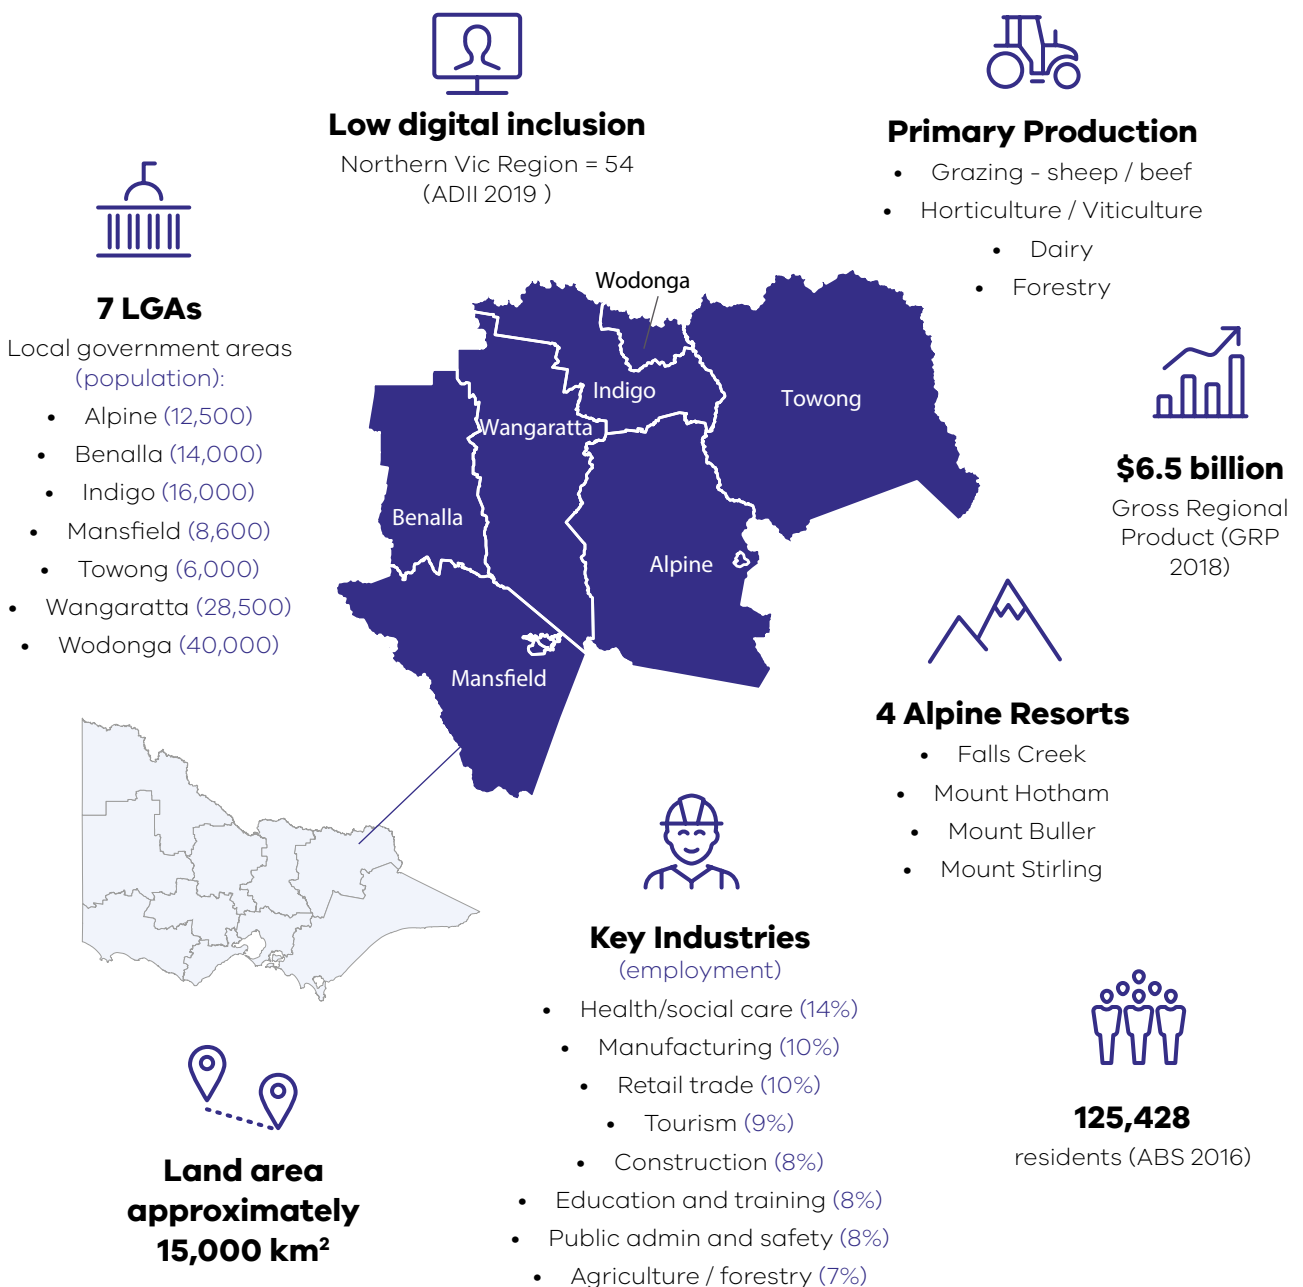 Low digital inclusion
Northern Vic Region = 54
(ADII 2019 )
Primary Production
• Grazing - sheep / beef
• Horticulture / Viticulture
• Dairy
• Forestry
7 LGAs
Local government areas
(population):
• Alpine (12,500)
• Benalla (14,000)
• Indigo (16,000)
• Mansfield (8,600)
• Towong (6,000)
• Wangaratta (28,500)
• Wodonga (40,000)
Wodonga
Indigo
Towong
Wangaratta
Benalla
Alpine
Mansfield
$6.5 billion
Gross Regional
Product (GRP
2018)
4 Alpine Resorts
• Falls Creek
• Mount Hotham
• Mount Buller
• Mount Stirling
Key Industries
(employment)
• Health/social care (14%)
• Manufacturing (10%)
• Retail trade (10%)
• Tourism (9%)
• Construction (8%)
• Education and training (8%)
• Public admin and safety (8%)
• Agriculture / forestry (7%)
125,428
residents (ABS 2016)
Land area
approximately
15,000 km²